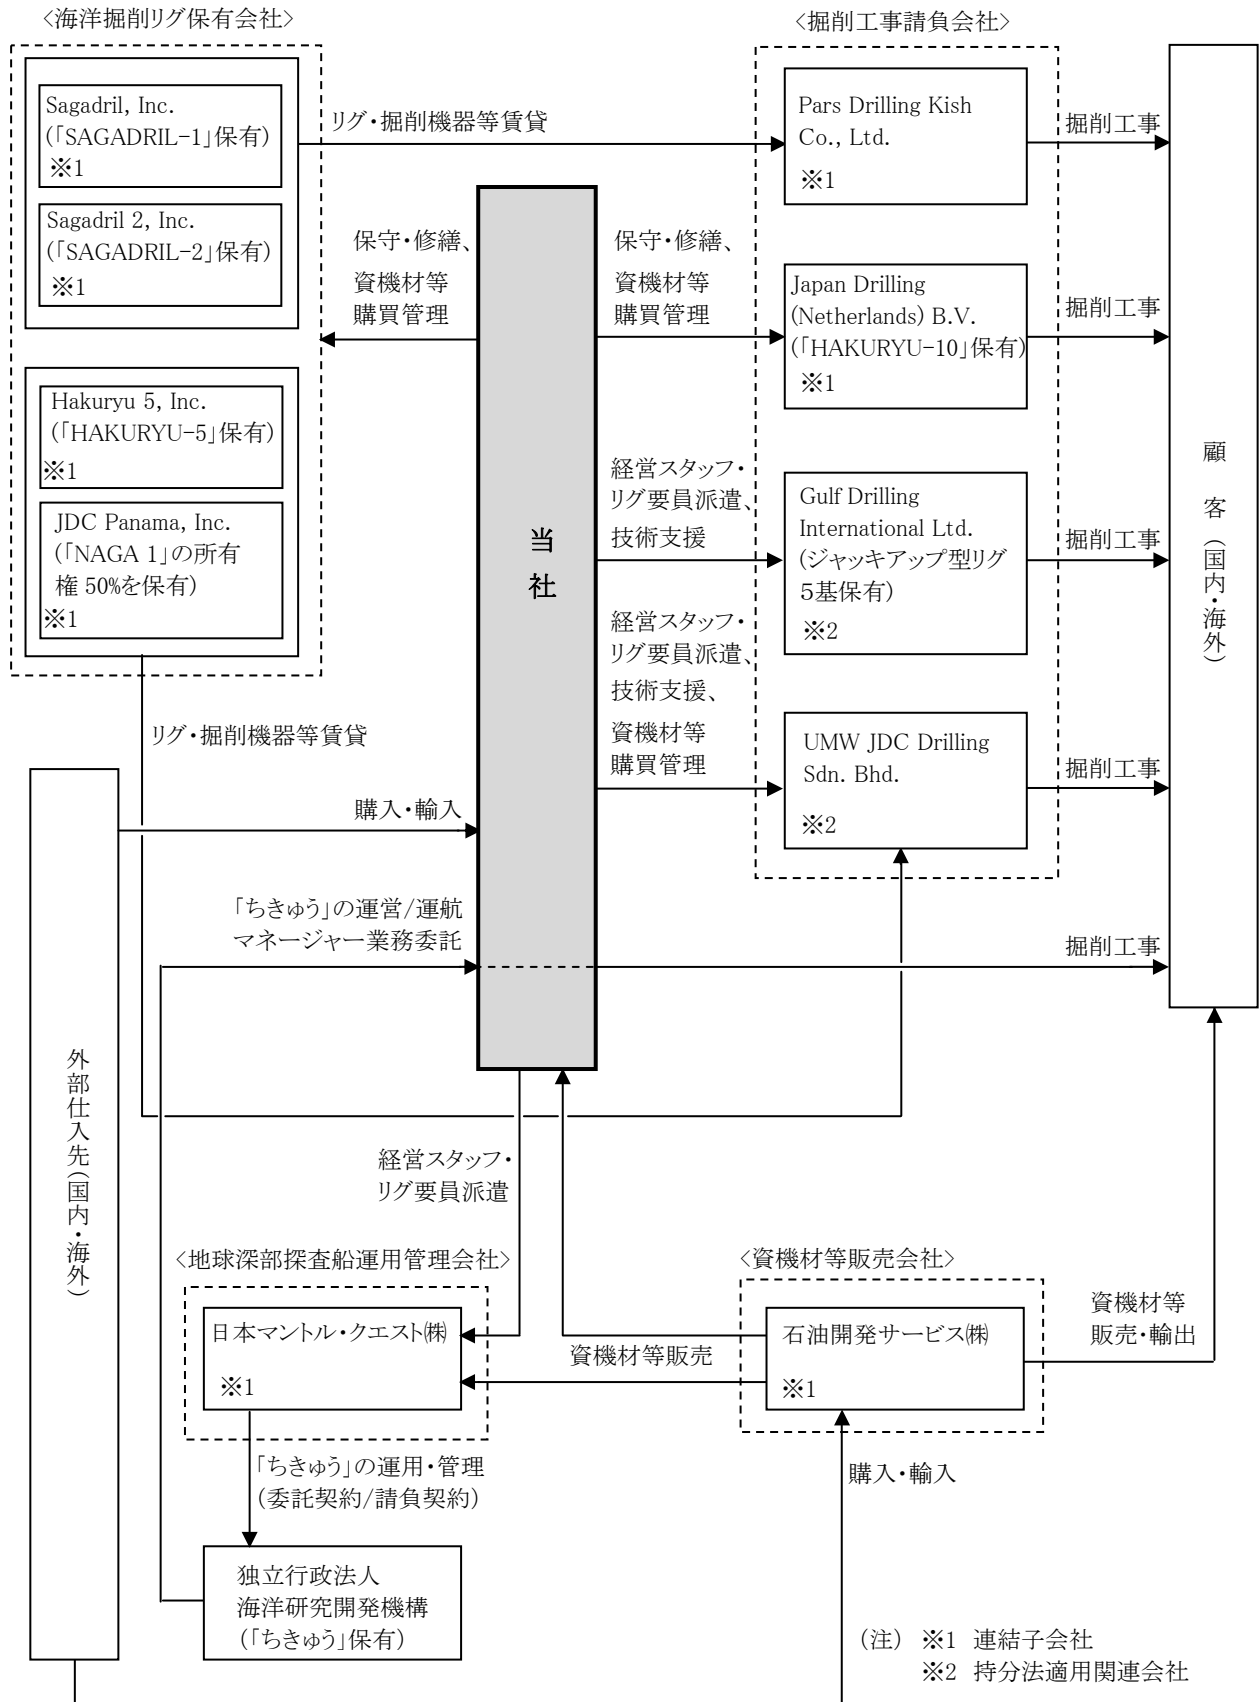 <海洋掘削リグ保有会社>
Sagadril, Inc.
(「SAGADRIL-1」保有)
※1
Sagadril 2, Inc.
(「SAGADRIL-2」保有)
※1
Hakuryu 5, Inc.
(「HAKURYU-5」保有)
※1
JDC Panama, Inc.
(「NAGA 1」の所有
権 50%を保有)
※1
リグ・掘削機器等賃貸
保守・修繕、
資機材等
購買管理
リグ・掘削機器等賃貸
当
社
保守・修繕、
資機材等
購買管理
経営スタッフ・
リグ要員派遣、
技術支援
経営スタッフ・
リグ要員派遣、
技術支援、
資機材等
購買管理
<掘削工事請負会社>
Pars Drilling Kish
Co., Ltd.
※1
Japan Drilling
(Netherlands) B.V.
(「HAKURYU-10」保有)
※1
Gulf Drilling
International Ltd.
(ジャッキアップ型リグ
5基保有)
※2
UMW JDC Drilling
Sdn. Bhd.
※2
掘削工事
掘削工事
掘削工事
掘削工事
掘削工事
顧客(国内・海外)
外部仕入先(国内・海外)
購入・輸入
「ちきゅう」の運営/運航
マネージャー業務委託
経営スタッフ・
リグ要員派遣
<地球深部探査船運用管理会社>
日本マントル・クエスト㈱
※1
「ちきゅう」の運用・管理
(委託契約/請負契約)
独立行政法人
海洋研究開発機構
(「ちきゅう」保有)
<資機材等販売会社>
石油開発サービス㈱
※1
資機材等販売
資機材等
販売・輸出
購入・輸入
(注) ※1 連結子会社
※2 持分法適用関連会社